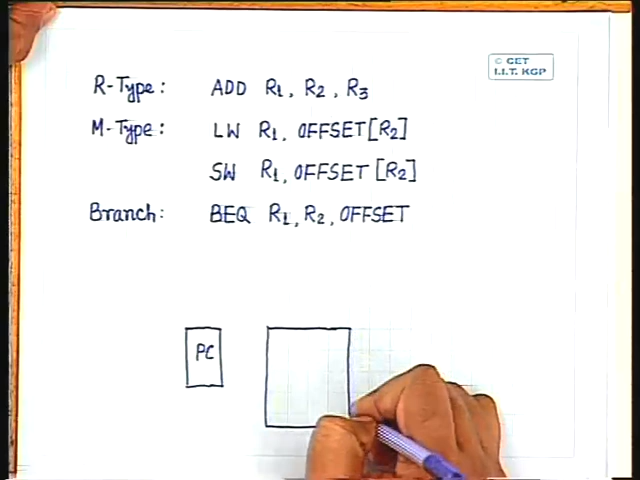 © CET
I.I.T. KGP
R-Type: ADD R1, R2, R3
M-Type: LW R1, OFFSET[R2]
SW R1, OFFSET[R2]
Branch: BEQ R1, R2, OFFSET
PC